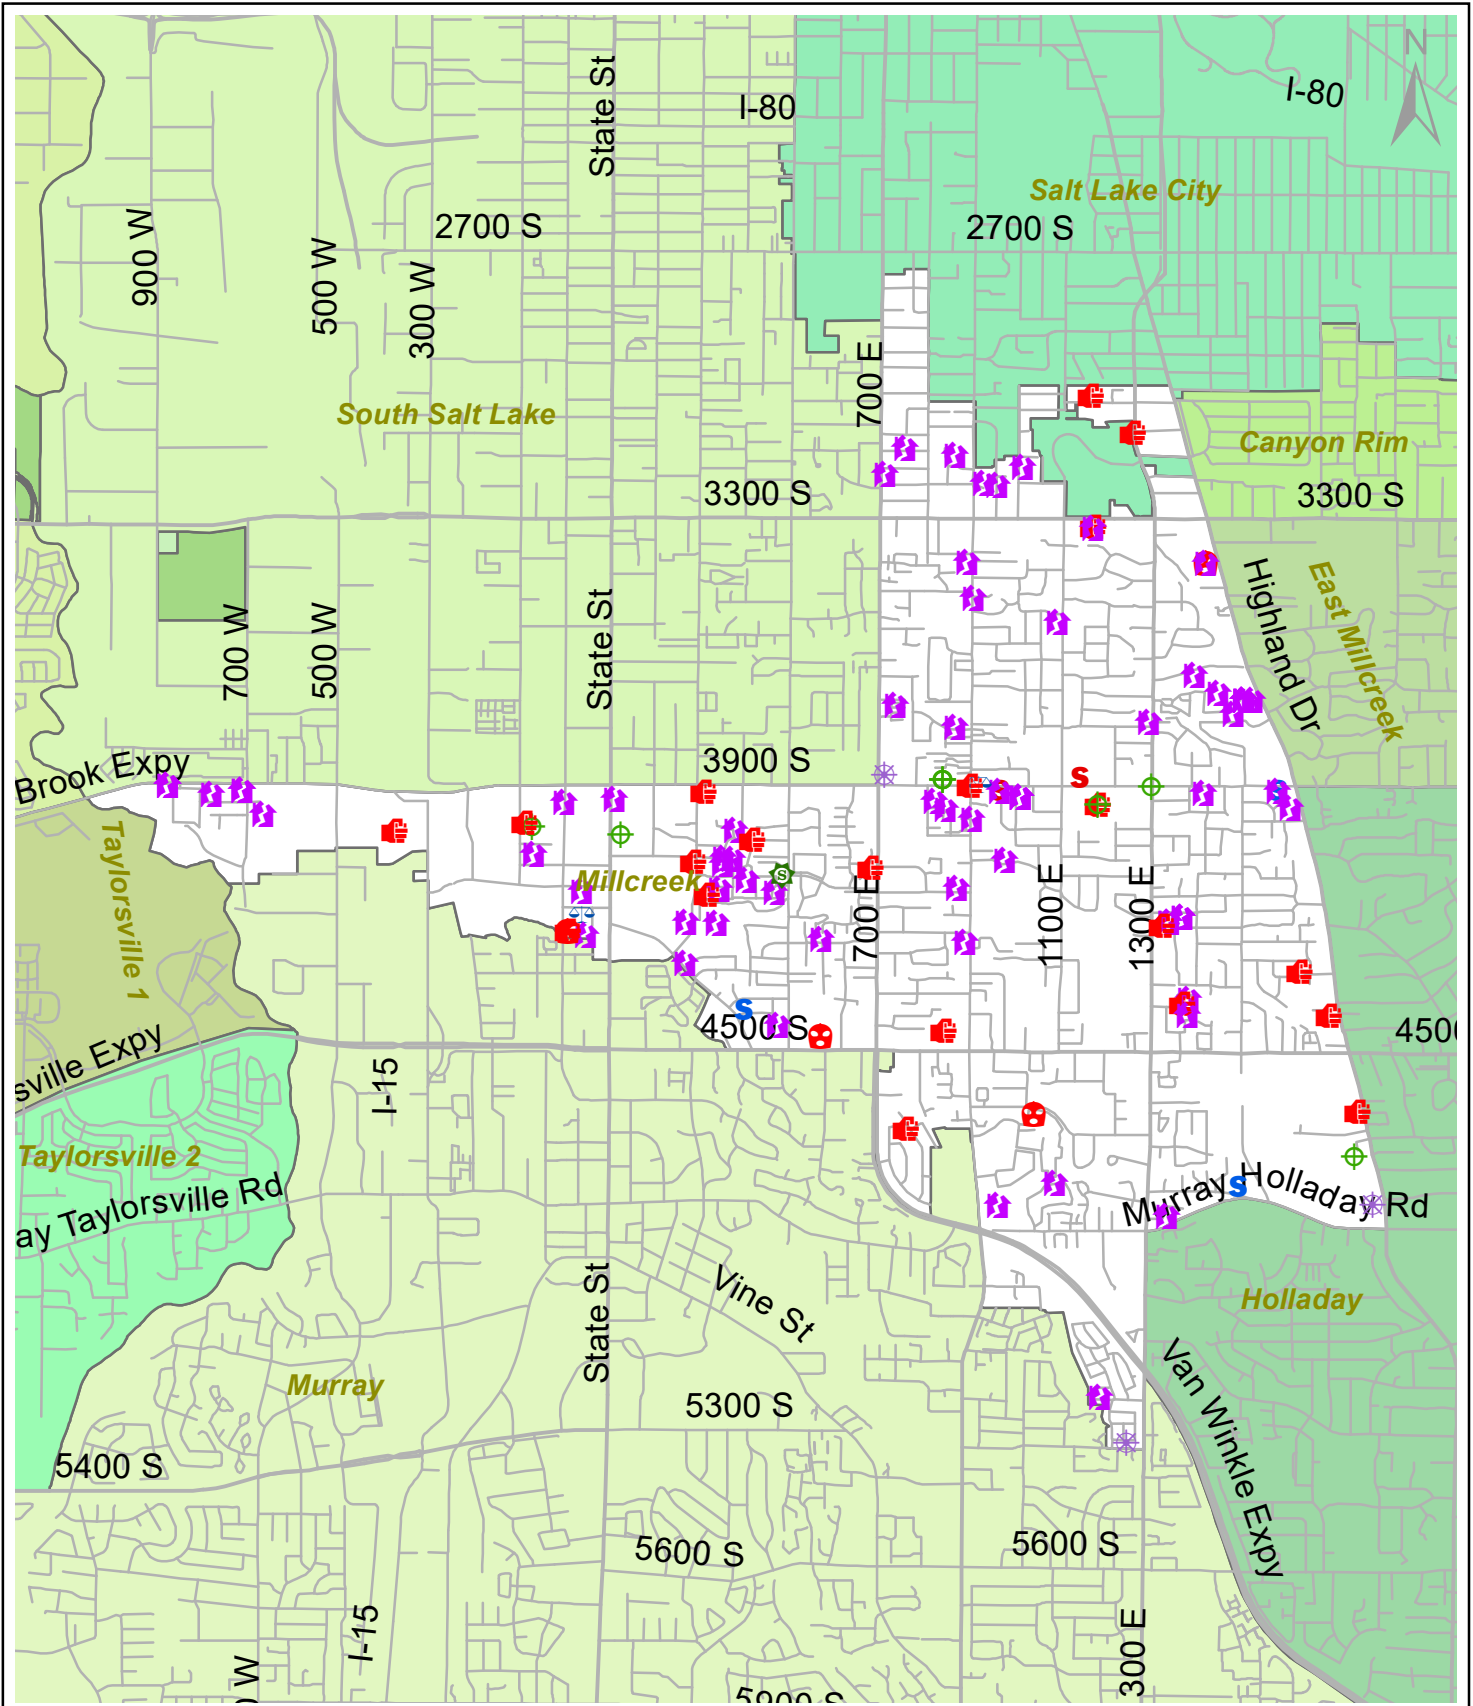 N
State St
I-80
I-80
Salt Lake City
900 W
2700 S
2700 S
500 W
300 W
700 E
South Salt Lake
Canyon Rim
3300 S
3300 S
Highland Dr
East Millcreek
700 W
500 W
State St
Brook Expy
3900 S
S
Taylorsville 1
Millcreek
S
700 E
1100 E
1300 E
S
4500 S
4500
sville Expy
I-15
Taylorsville 2
ay Taylorsville Rd
Murray Holladay Rd
S
State St
Vine St
Holladay
Murray
Van Winkle Expy
5300 S
5400 S
5600 S
5600 S
I-15
300 E
0 W
5900 S